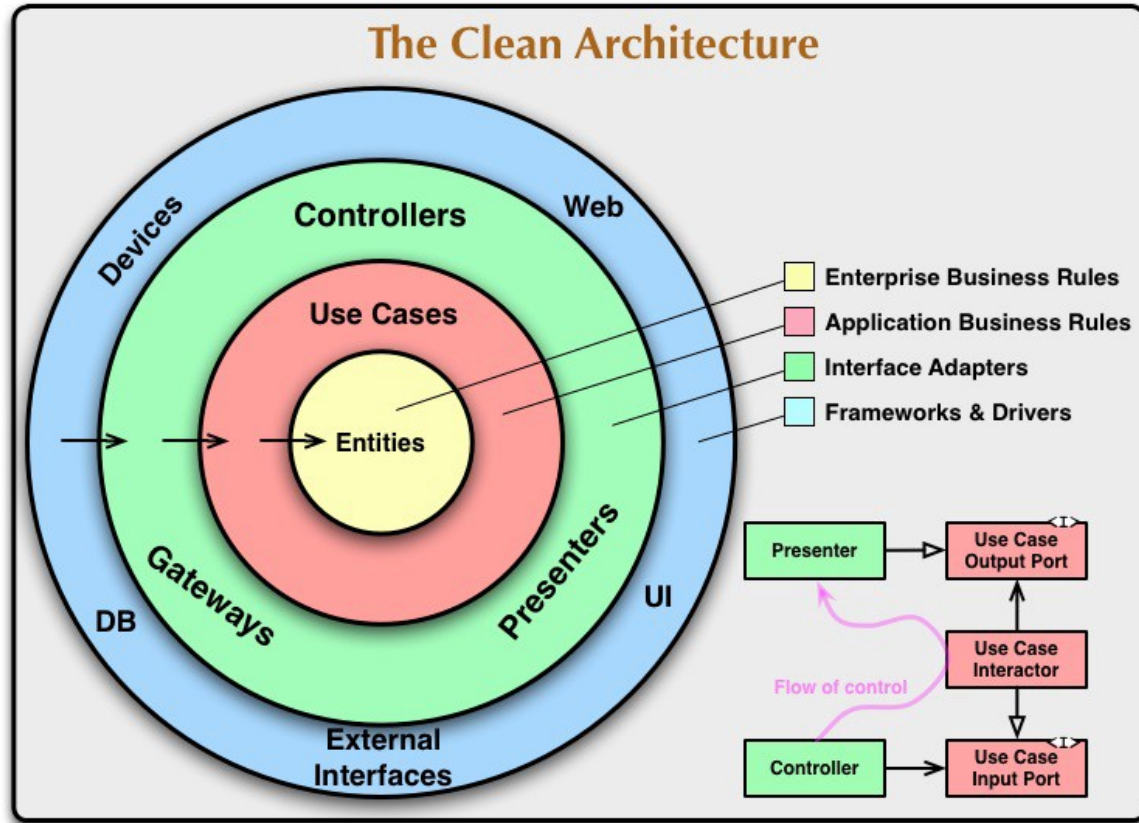 The Clean Architecture
Devices
Controllers
Web
Use Cases
Entities
Gateways
Presenters
DB
UI
External
Interfaces
Enterprise Business Rules
Application Business Rules
Interface Adapters
Frameworks & Drivers
Presenter
<I>
Use Case
Output Port
Use Case
Interactor
Flow of control
Controller
<I>
Use Case
Input Port